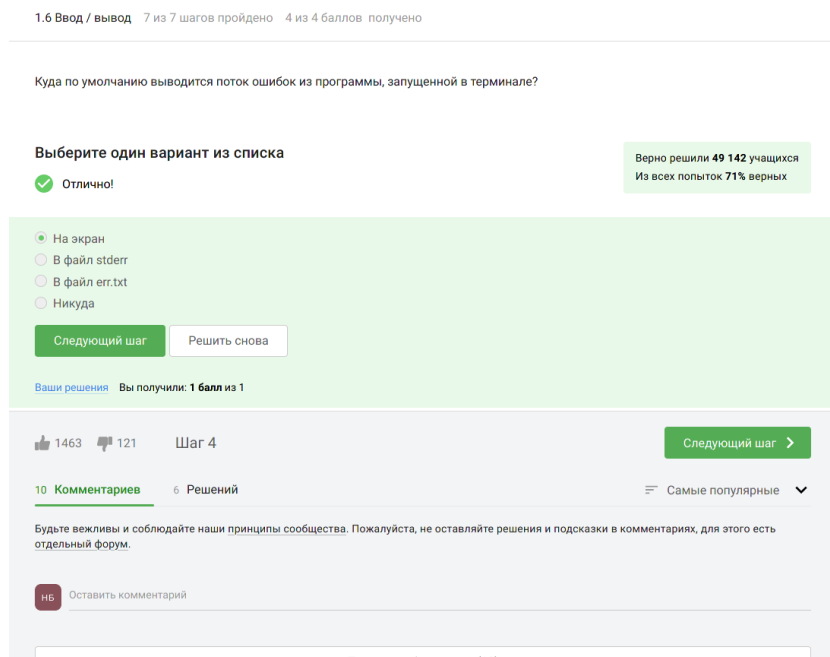 1.6 Ввод / вывод 7 из 7 шагов пройдено 4 из 4 баллов получено
Куда по умолчанию выводится поток ошибок из программы, запущенной в терминале?
Выберите один вариант из списка
Отлично!
Верно решили 49 142 учащихся
Из всех попыток 71% верных
На экран
В файл stderr
В файл err.txt
Никуда
Следующий шаг Решить снова
Ваши решения Вы получили: 1 балл из 1
1463 121 Шаг 4 Следующий шаг
10 Комментариев 6 Решений Самые популярные
Будьте вежливы и соблюдайте наши принципы сообщества. Пожалуйста, не оставляйте решения и подсказки в комментариях, для этого есть
отдельный форум.
НБ Оставить комментарий